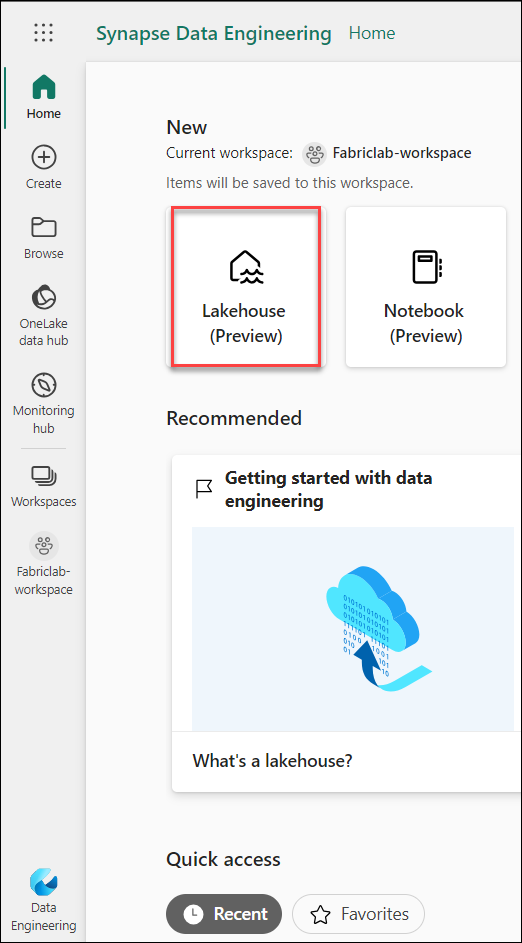 Synapse Data Engineering Home
Home
Create
Browse
OneLake
data hub
Monitoring
hub
Workspaces
Fabriclab-
workspace
Data
Engineering
New
Current workspace: Fabriclab-workspace
Items will be saved to this workspace.
Lakehouse
(Preview)
Notebook
(Preview)
Recommended
Getting started with data
engineering
What's a lakehouse?
Quick access
Recent
Favorites